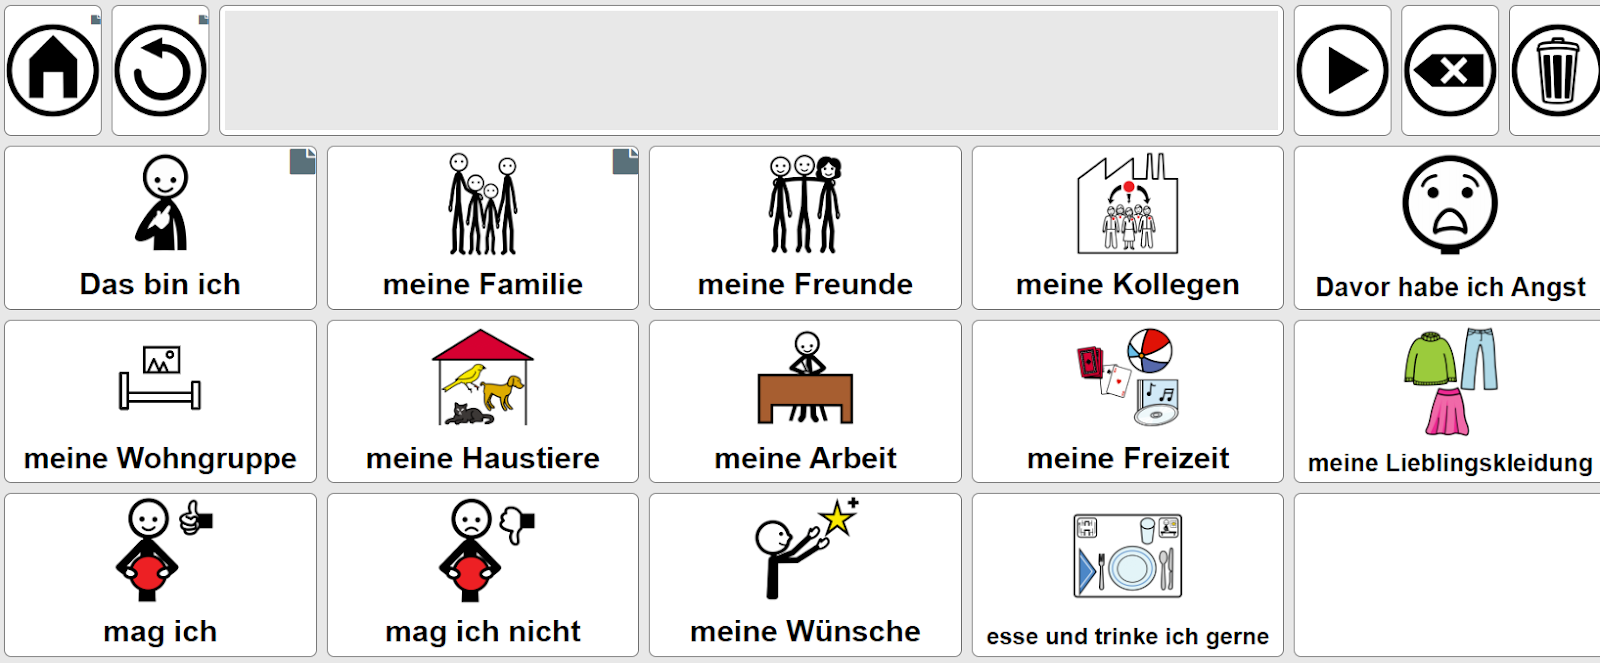 Das bin ich
meine Familie
meine Freunde
meine Kollegen
Davor habe ich Angst
meine Wohngruppe
meine Haustiere
meine Arbeit
meine Freizeit
meine Lieblingskleidung
mag ich
mag ich nicht
meine Wünsche
esse und trinke ich gerne